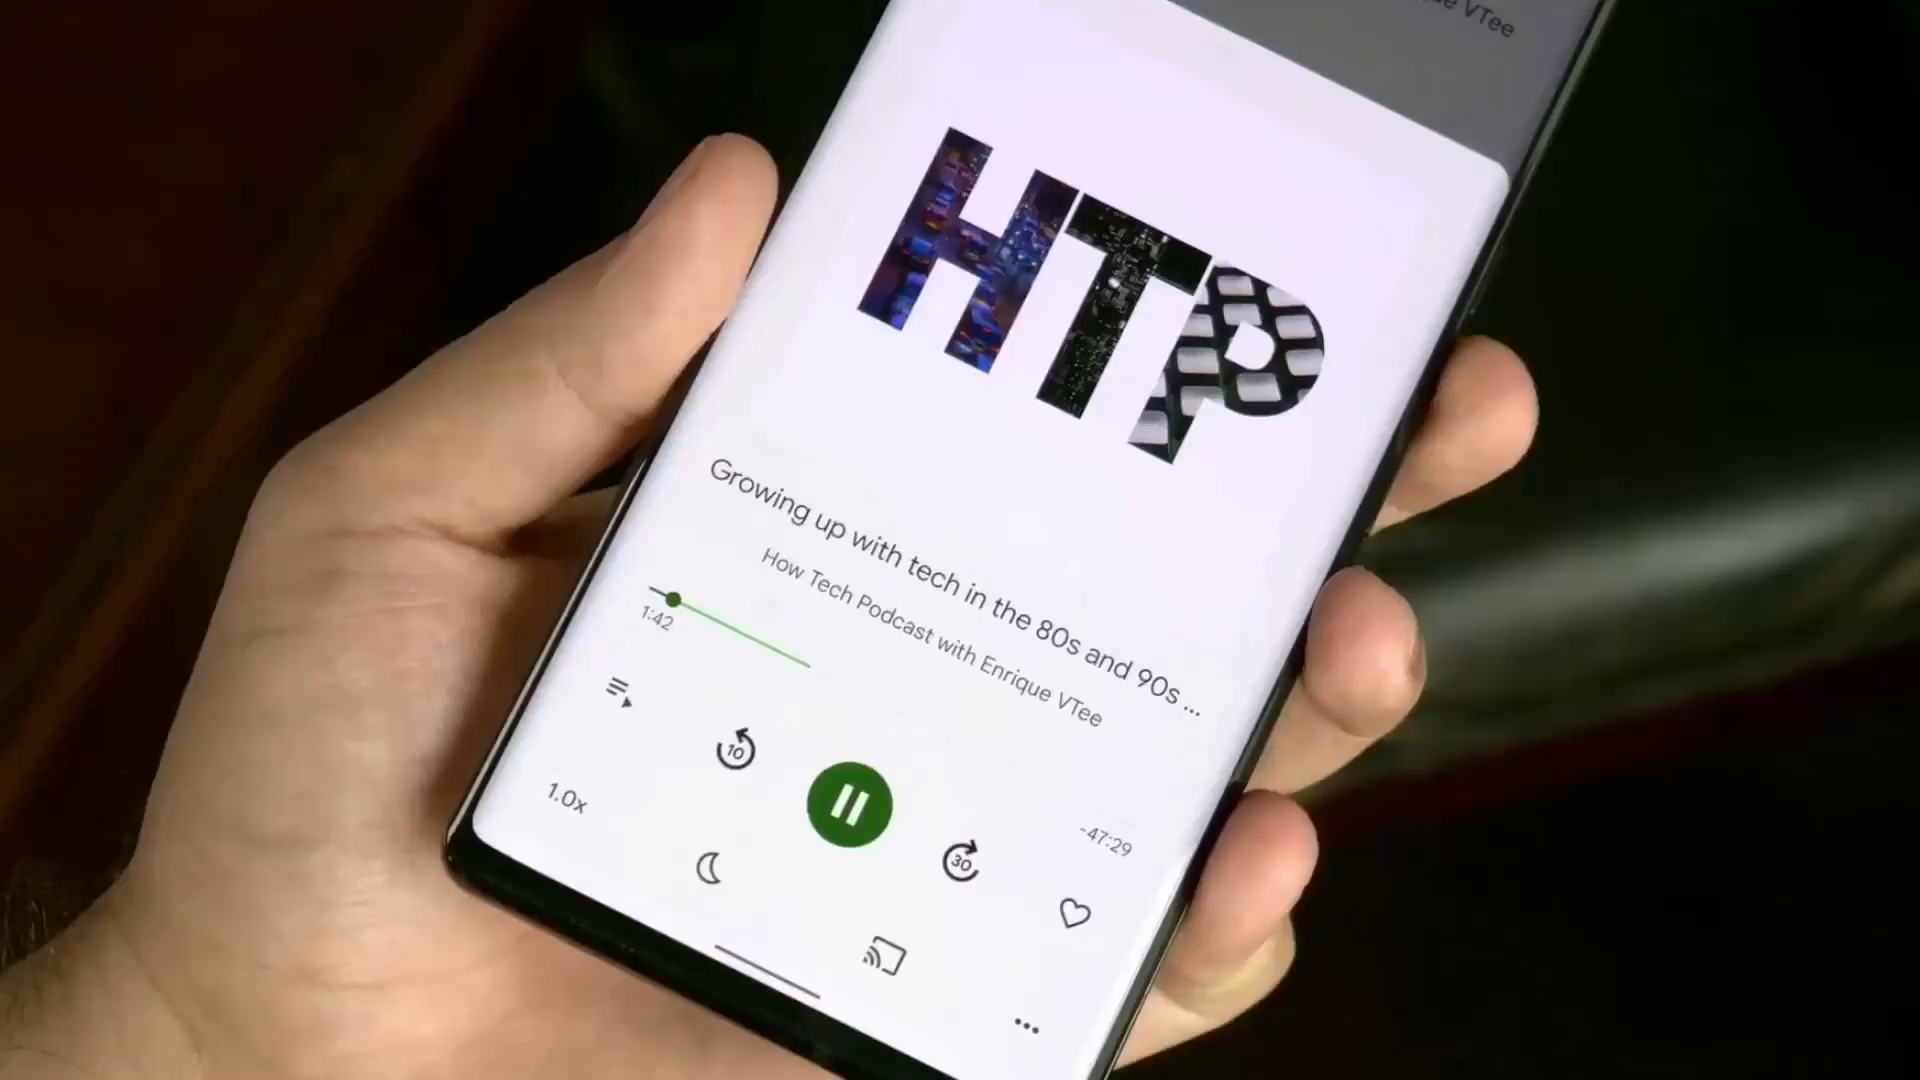 VTee
HTP
Growing up with tech in the 80s and 90s ...
How Tech Podcast with Enrique VTee
1:42
-47:29
10
30
1.0x